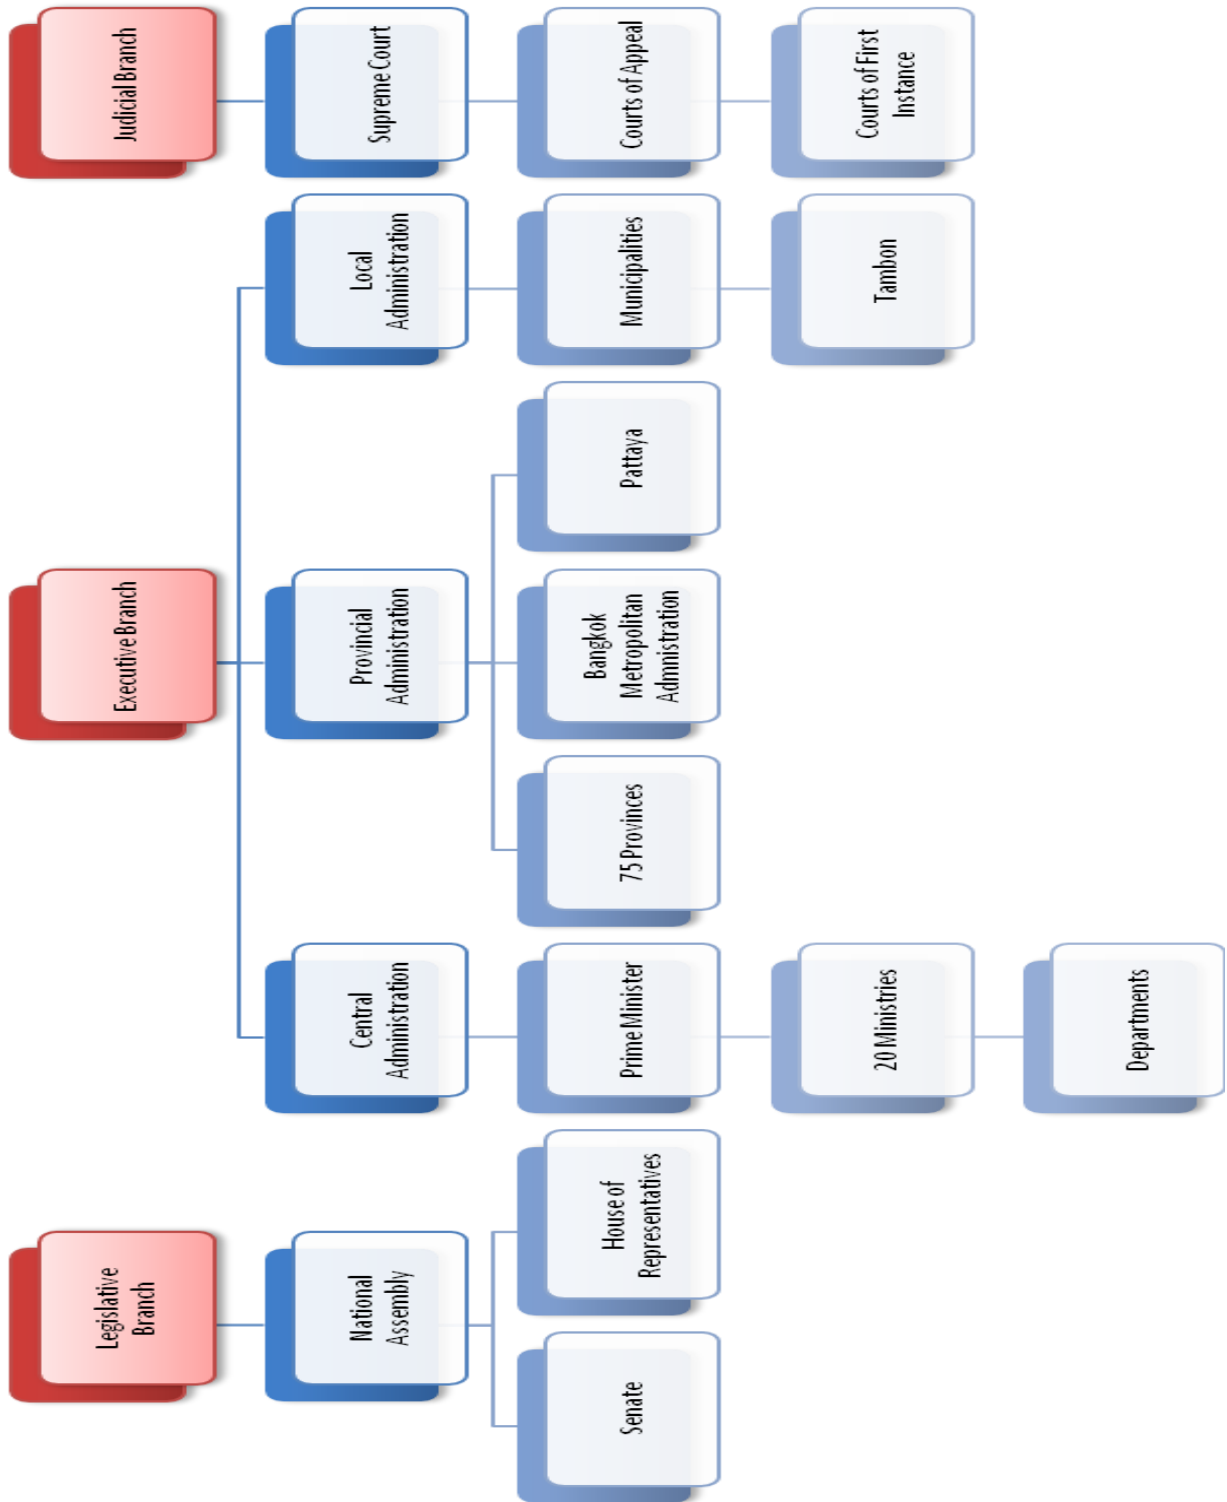 Legislative
Branch
Executive Branch
Judicial Branch
National
Assembly
Central
Administration
Provincial
Administration
Local
Administration
Supreme Court
Senate
House of
Representatives
Prime Minister
75 Provinces
Bangkok
Metropolitan
Admnistration
Pattaya
Municipalities
Courts of Appeal
20 Ministries
Tambon
Courts of First
Instance
Departments